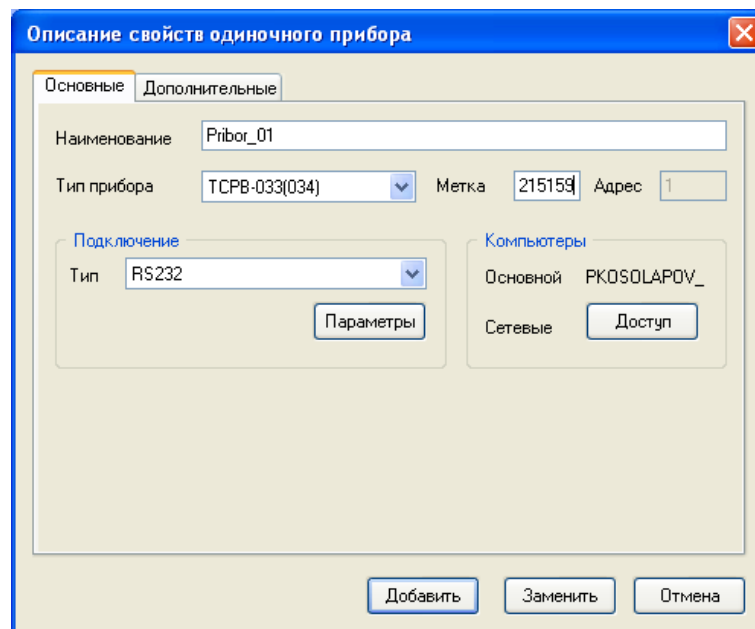 Описание свойств одиночного прибора
Основные Дополнительные
Наименование Pribor_01
Тип прибора ТСРВ-033(034) Метка 215159 Адрес 1
Подключение Компьютеры
Тип RS232 Основной PKOSOLAPOV_
Параметры Сетевые Доступ
Добавить Заменить Отмена